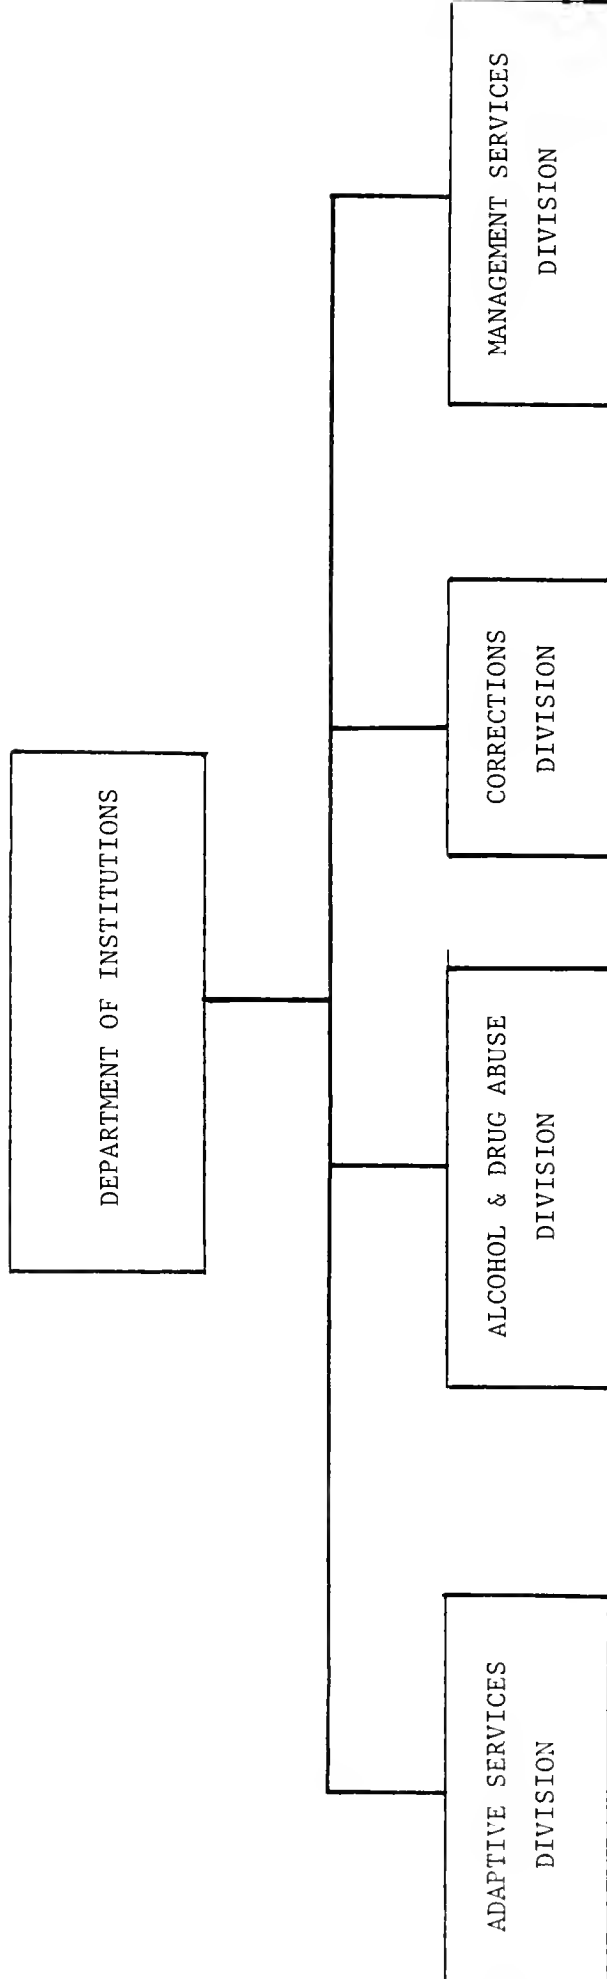 DEPARTMENT OF INSTITUTIONS
ADAPTIVE SERVICES
DIVISION
ALCOHOL & DRUG ABUSE
DIVISION
CORRECTIONS
DIVISION
MANAGEMENT SERVICES
DIVISION